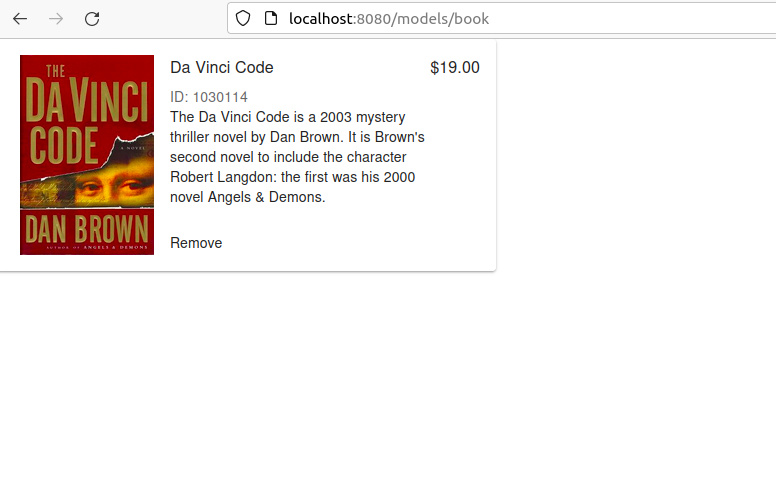 localhost:8080/models/book
THE
DA VINCI
CODE
A NOVEL
DAN BROWN
AUTHOR OF ANGELS & DEMONS
Da Vinci Code
$19.00
ID: 1030114
The Da Vinci Code is a 2003 mystery
thriller novel by Dan Brown. It is Brown's
second novel to include the character
Robert Langdon: the first was his 2000
novel Angels & Demons.
Remove